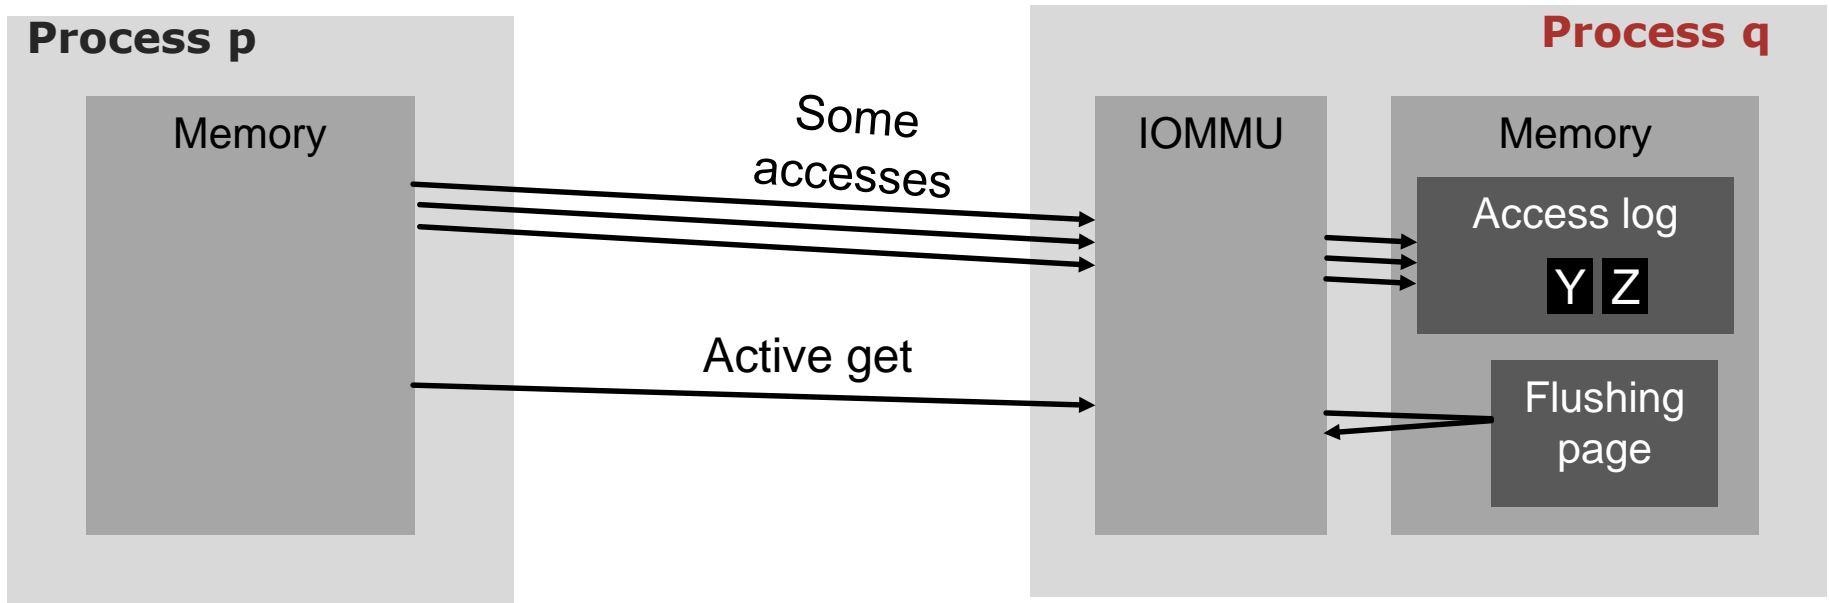 Process p
Memory
Some
accesses
Active get
Process q
IOMMU
Memory
Access log
Y Z
Flushing
page